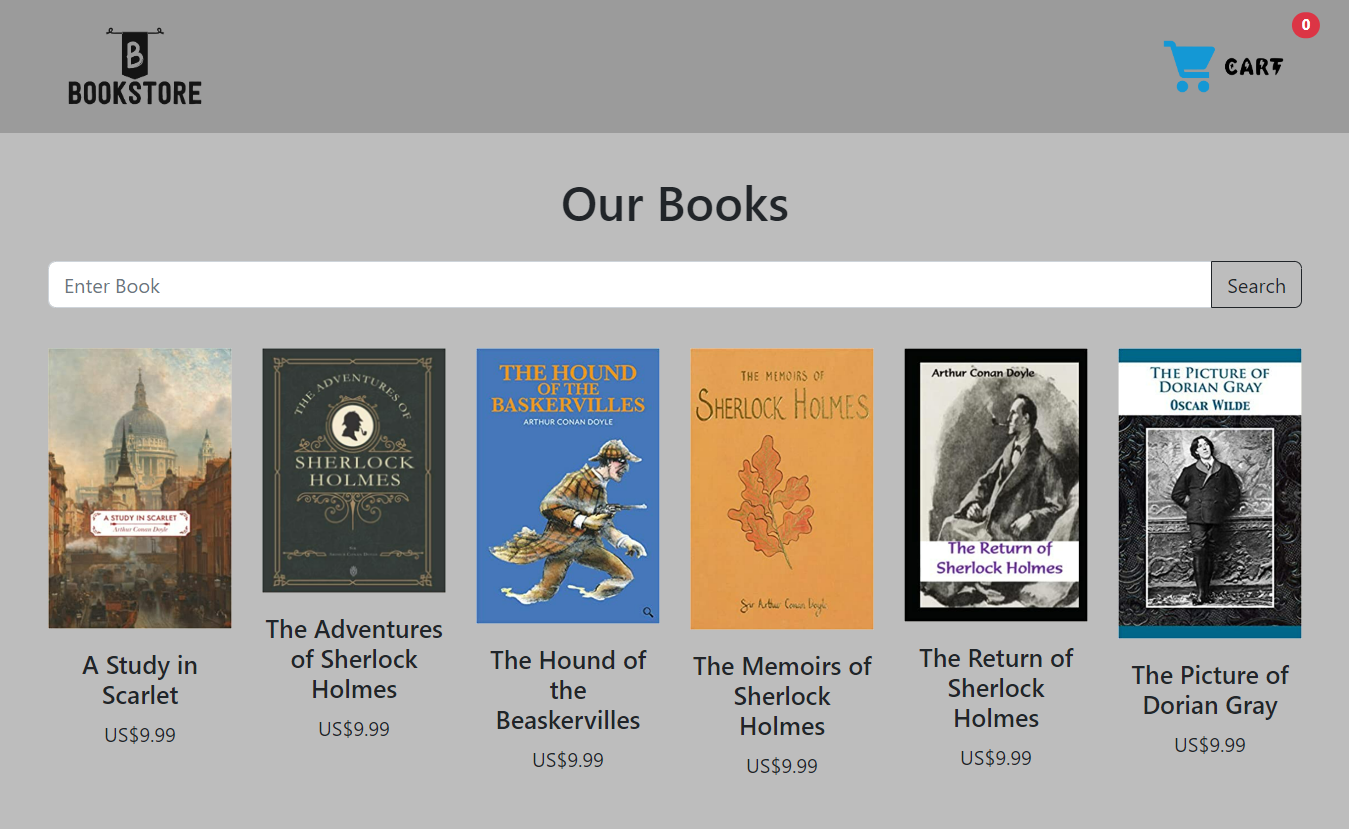 B
BOOKSTORE
0
CART
Our Books
Enter Book
Search
A STUDY IN SCARLET
Arthur Conan Doyle
A Study in
Scarlet
US$9.99
THE ADVENTURES OF
SHERLOCK
HOLMES
The Adventures
of Sherlock
Holmes
US$9.99
THE HOUND
OF THE
BASKERVILLES
ARTHUR CONAN DOYLE
The Hound of
the
Beaskervilles
US$9.99
THE MEMOIRS OF
SHERLOCK HOLMES
Sir Arthur Conan Doyle
The Memoirs of
Sherlock
Holmes
US$9.99
Arthur Conan Doyle
The Return of
Sherlock Holmes
The Return of
Sherlock
Holmes
US$9.99
THE PICTURE OF
DORIAN GRAY
OSCAR WILDE
The Picture of
Dorian Gray
US$9.99